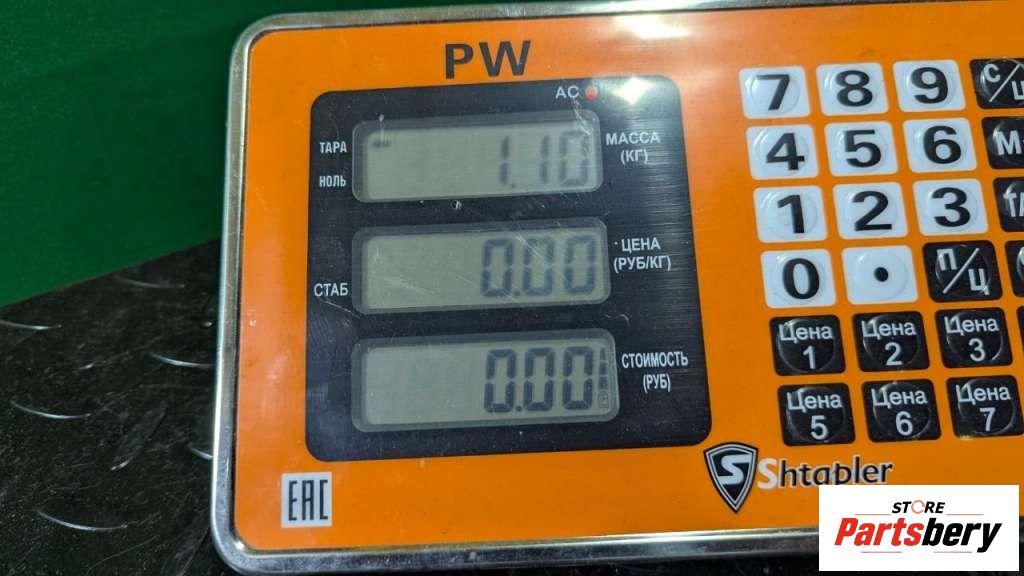 PW
AC
ТАРА
НОЛЬ
1.10
МАССА
(КГ)
СТАБ
0.00
ЦЕНА
(РУБ/КГ)
0.00
СТОИМОСТЬ
(РУБ)
7 8 9 С/Ц
4 5 6
1 2 3
0 • П/Ц
Цена 1 Цена 2 Цена 3
Цена 5 Цена 6 Цена 7
Shtapler
EAC
STORE
Partsbery